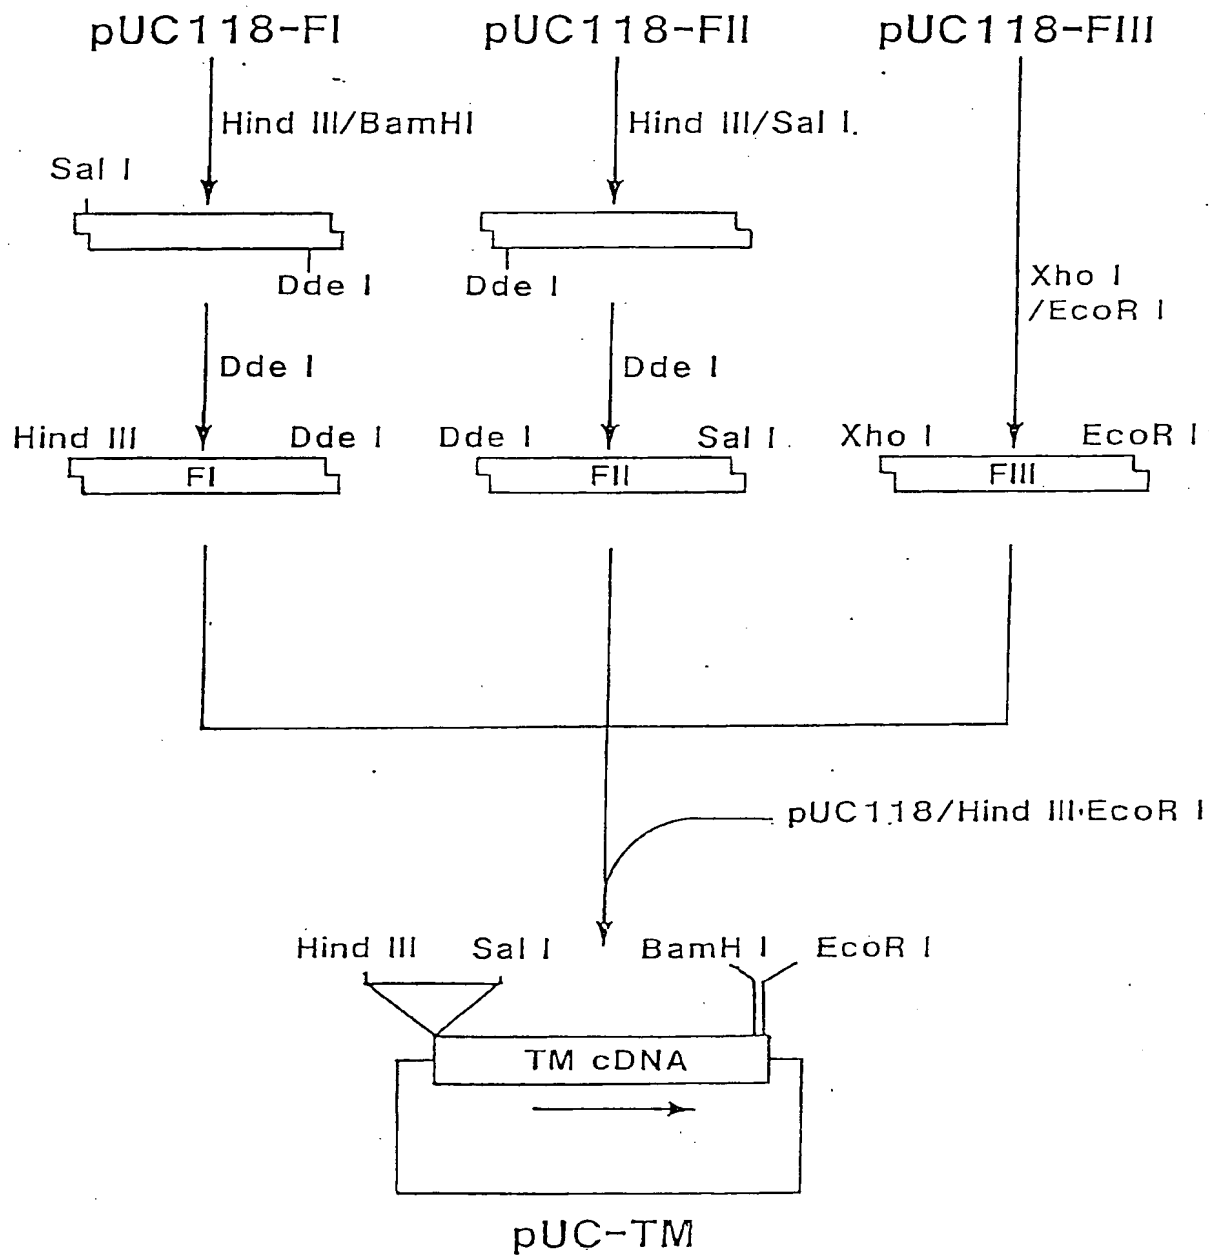 pUC118-FI pUC118-FII pUC118-FIII
Hind III/BamHI Hind III/Sal I.
Sal I
Dde I Dde I
Xho I
/EcoR I
Dde I Dde I
Hind III Dde I Dde I Sal I. Xho I EcoR I
FI FII FIII
pUC118/Hind III·EcoR I
Hind III Sal I BamH I EcoR I
TM cDNA
pUC-TM